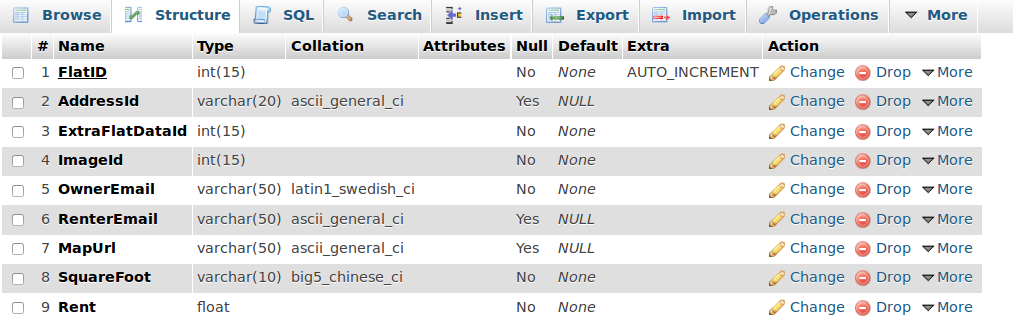 Browse Structure SQL Search Insert Export Import Operations More
# Name Type Collation Attributes Null Default Extra Action
1 FlatID int(15) No None AUTO_INCREMENT Change Drop More
2 AddressId varchar(20) ascii_general_ci Yes NULL Change Drop More
3 ExtraFlatDataId int(15) No None Change Drop More
4 ImageId int(15) No None Change Drop More
5 OwnerEmail varchar(50) latin1_swedish_ci No None Change Drop More
6 RenterEmail varchar(50) ascii_general_ci Yes NULL Change Drop More
7 MapUrl varchar(50) ascii_general_ci Yes NULL Change Drop More
8 SquareFoot varchar(10) big5_chinese_ci No None Change Drop More
9 Rent float No None Change Drop More